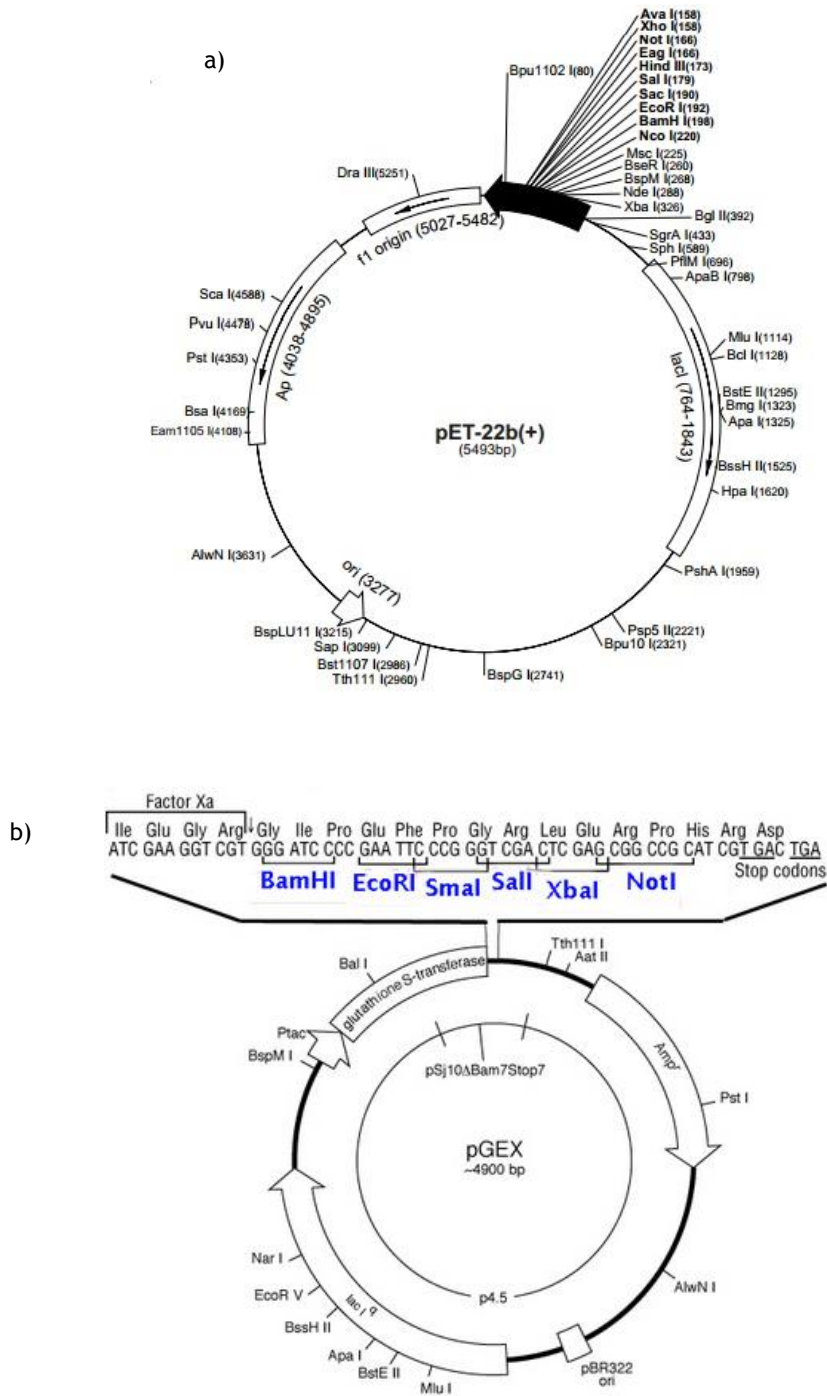 a)
Ava I(158)
Xho I(158)
Not I(166)
Eag I(166)
Hind III(173)
Sal I(179)
Sac I(190)
EcoR I(192)
BamH I(198)
Nco I(220)
Msc I(225)
BseR I(260)
BspM I(268)
Nde I(288)
Xba I(326)
Bgl II(392)
SgrA I(433)
Sph I(589)
PflM I(696)
ApaB I(798)
Mlu I(1114)
Bcl I(1128)
BstE II(1295)
Bmg I(1323)
Apa I(1325)
BssH II(1525)
Hpa I(1620)
PshA I(1959)
Psp5 II(2221)
Bpu10 I(2321)
BspG I(2741)
Tth111 I(2960)
Bst1107 I(2986)
Sap I(3099)
BspLU11 I(3215)
AlwN I(3631)
Eam1105 I(4108)
Bsa I(4169)
Pst I(4353)
Pvu I(4478)
Sca I(4588)
Dra III(5251)
Bpu1102 I(80)
f1 origin (5027-5482)
Ap (4038-4895)
lacI (764-1843)
ori (3277)
pET-22b(+)
(5493bp)
b)
Factor Xa
Ile Glu Gly Arg Gly Ile Pro Glu Phe Pro Gly Arg Leu Glu Arg Pro His Arg Asp
ATC GAA GGT CGT GGG ATC CCC GAA TTC CCG GGT CGA CTC GAG CGG CCG CAT CGT GAC TGA
BamHI EcoRI SmaI SalI XbaI NotI
Stop codons
Tth111 I
Aat II
Bal I
glutathione S-transferase
Ptac
BspM I
Ampr
Pst I
pSj10ΔBam7Stop7
pGEX
~4900 bp
p4.5
AlwN I
pBR322
ori
lac Iq
Nar I
EcoR V
BssH II
Apa I
BstE II
Mlu I